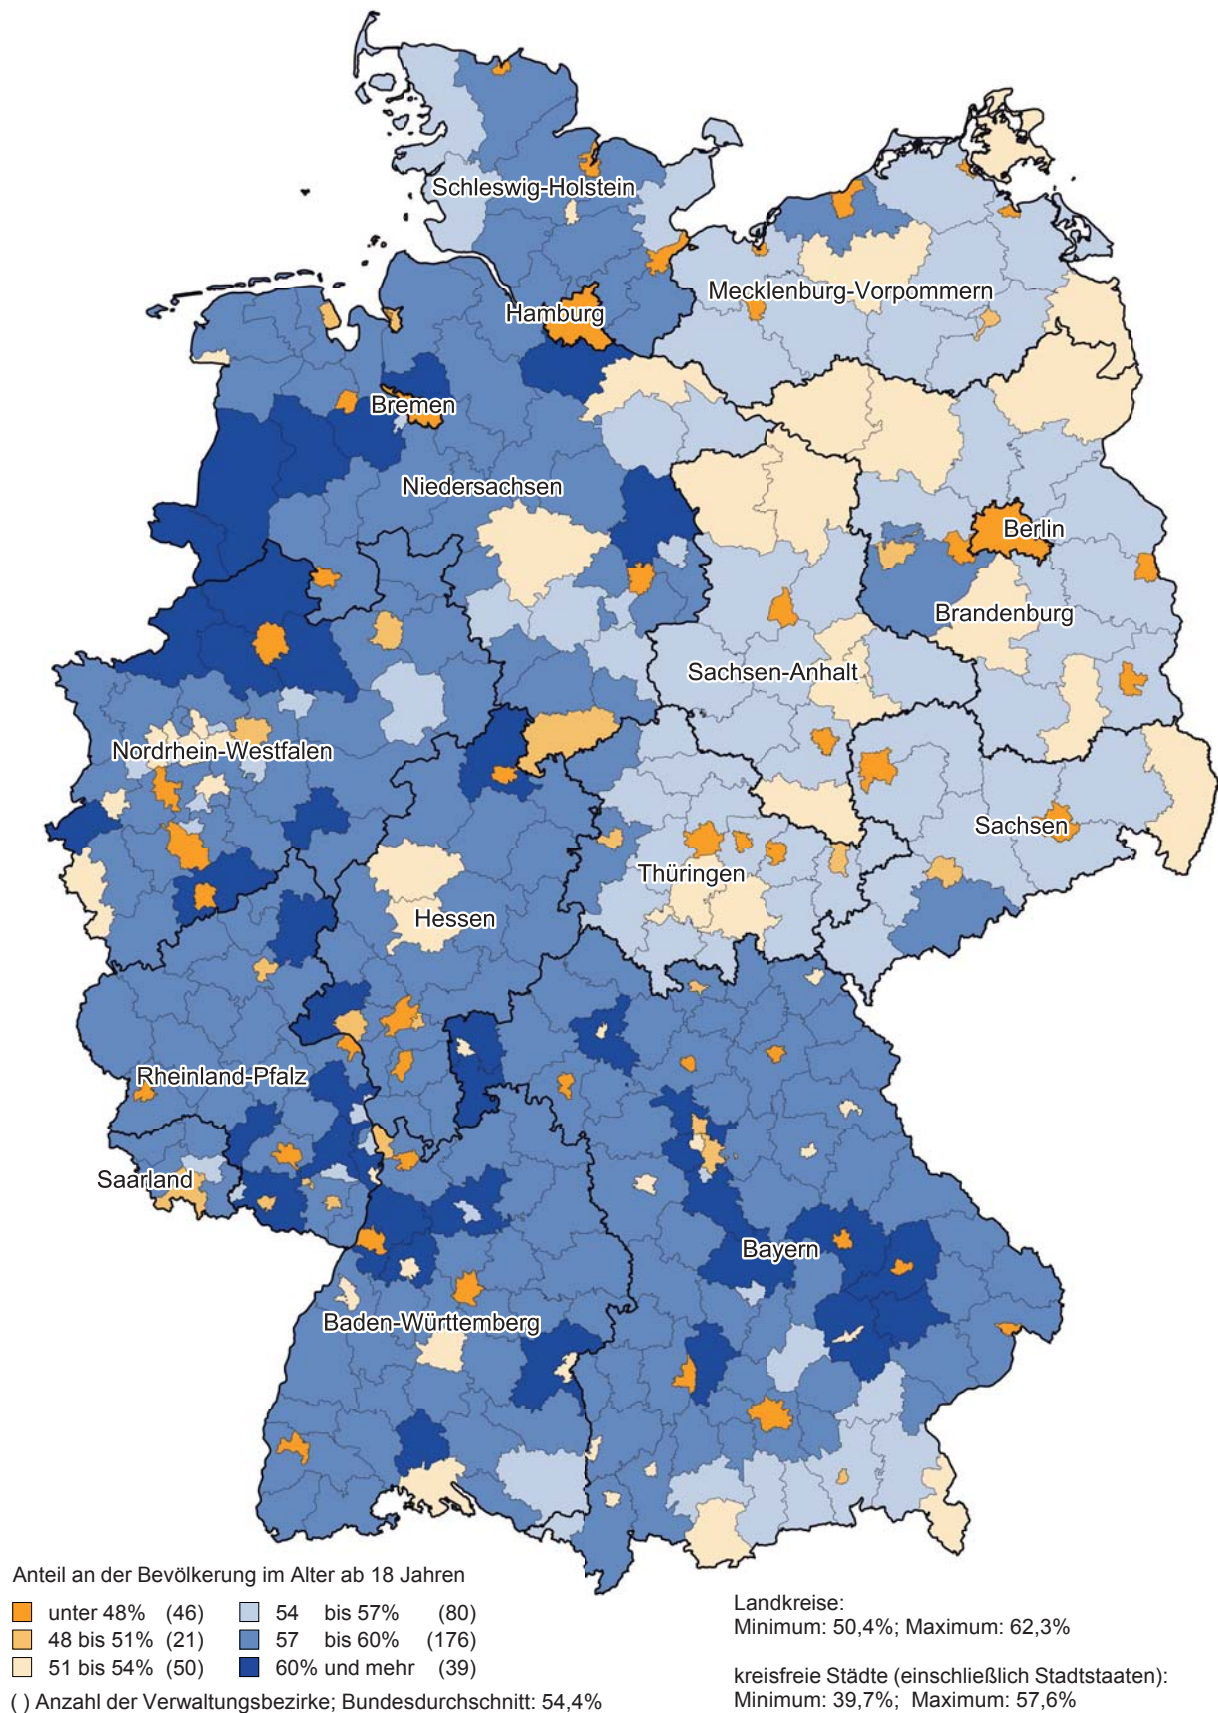 Schleswig-Holstein
Mecklenburg-Vorpommern
Hamburg
Bremen
Niedersachsen
Berlin
Brandenburg
Sachsen-Anhalt
Nordrhein-Westfalen
Sachsen
Thüringen
Hessen
Rheinland-Pfalz
Saarland
Bayern
Baden-Württemberg
Anteil an der Bevölkerung im Alter ab 18 Jahren
unter 48% (46) 54 bis 57% (80)
48 bis 51% (21) 57 bis 60% (176)
51 bis 54% (50) 60% und mehr (39)
( ) Anzahl der Verwaltungsbezirke; Bundesdurchschnitt: 54,4%
Landkreise:
Minimum: 50,4%; Maximum: 62,3%
kreisfreie Städte (einschließlich Stadtstaaten):
Minimum: 39,7%; Maximum: 57,6%